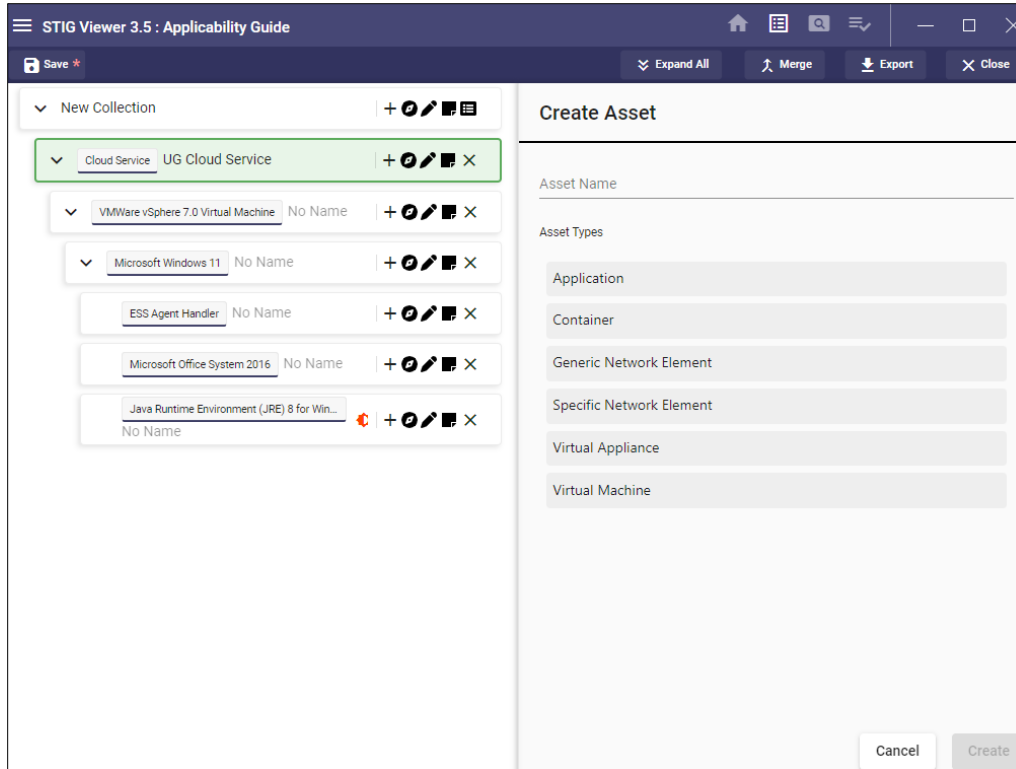 STIG Viewer 3.5 : Applicability Guide
Save *
Expand All
Merge
Export
Close
New Collection
Cloud Service UG Cloud Service
VMWare vSphere 7.0 Virtual Machine No Name
Microsoft Windows 11 No Name
ESS Agent Handler No Name
Microsoft Office System 2016 No Name
Java Runtime Environment (JRE) 8 for Win...
No Name
Create Asset
Asset Name
Asset Types
Application
Container
Generic Network Element
Specific Network Element
Virtual Appliance
Virtual Machine
Cancel
Create